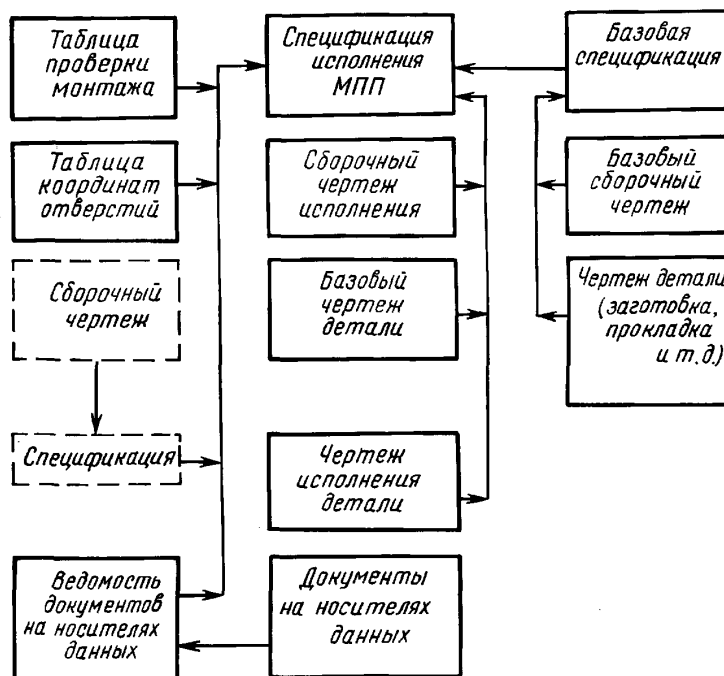 Таблица
проверки
монтажа
Спецификация
исполнения
МПП
Базовая
спецификация
Таблица
координат
отверстий
Сборочный
чертеж
исполнения
Базовый
сборочный
чертеж
Сборочный
чертеж
Базовый
чертеж
детали
Чертеж детали
(заготовка,
прокладка
и т.д.)
Спецификация
Чертеж
исполнения
детали
Ведомость
документов
на носителях
данных
Документы
на носителях
данных